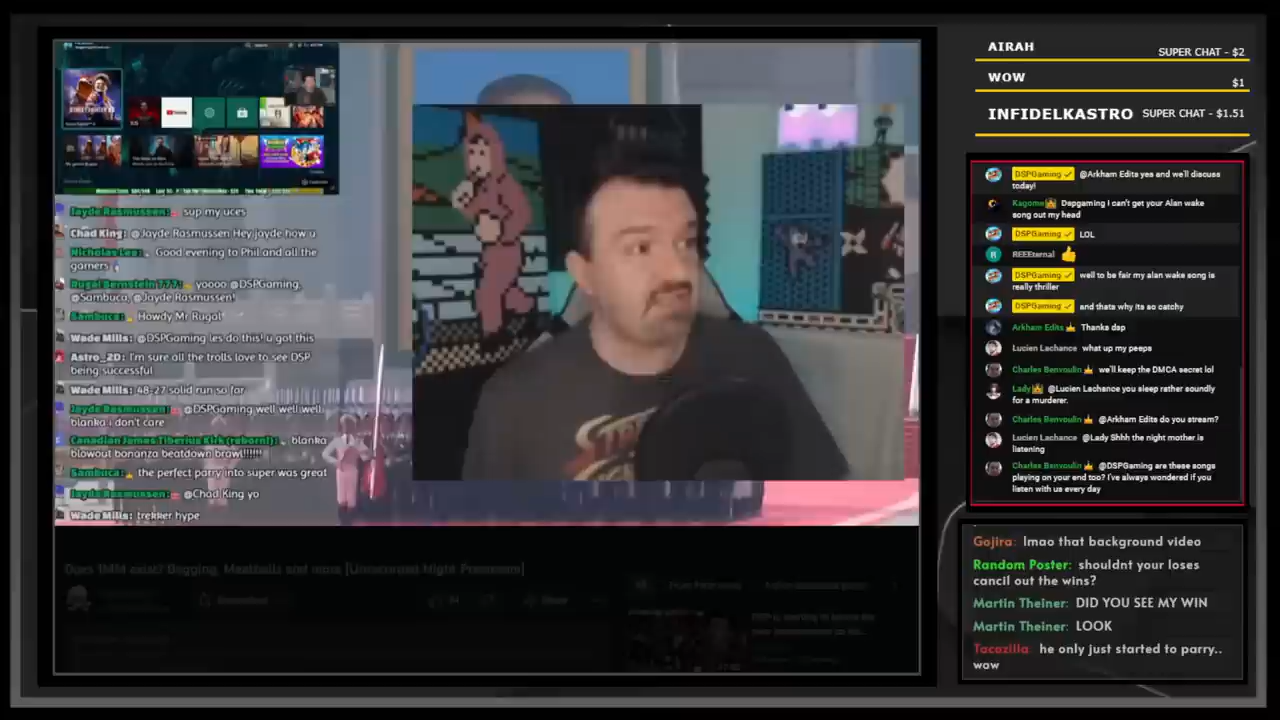 Jayde Rasmussen: sup my uces
Chad King: @Jayde Rasmussen Hey jayde how u
Nicholas Lee: Good evening to Phil and all the
gamers
Rugal Bernstein 777: yoooo @DSPGaming,
@Sambuca, @Jayde Rasmussen!
Sambuca: Howdy Mr Rugal
Wade Mills: @DSPGaming les do this! u got this
Astro_2D: I'm sure all the trolls love to see DSP
being successful
Wade Mills: 48-27 solid run so far
Jayde Rasmussen: @DSPGaming well well well.
blanka i don't care
Canadian James Tiberius Kirk (reborn!): blanka
blowout bonanza beatdown brawl!!!!!!
Sambuca: the perfect parry into super was great
Jayde Rasmussen: @Chad King yo
Wade Mills: trekker hype
AIRAH SUPER CHAT - $2
WOW $1
INFIDELKASTRO SUPER CHAT - $1.51
DSPGaming @Arkham Edits yes and we'll discuss
today!
Kagome Dspgaming I can't get your Alan wake
song out my head
DSPGaming LOL
REEEternal
DSPGaming well to be fair my alan wake song is
really thriller
DSPGaming and thats why its so catchy
Arkham Edits Thanks dsp
Lucien Lachance what up my peeps
Charles Benvoulin we'll keep the DMCA secret lol
Lady @Lucien Lachance you sleep rather soundly
for a murderer.
Charles Benvoulin @Arkham Edits do you stream?
Lucien Lachance @Lady Shhh the night mother is
listening
Charles Benvoulin @DSPGaming are these songs
playing on your end too? I've always wondered if you
listen with us every day
Gojira: lmao that background video
Random Poster: shouldnt your loses
cancil out the wins?
Martin Theiner: DID YOU SEE MY WIN
Martin Theiner: LOOK
Tacozilla: he only just started to parry..
wow